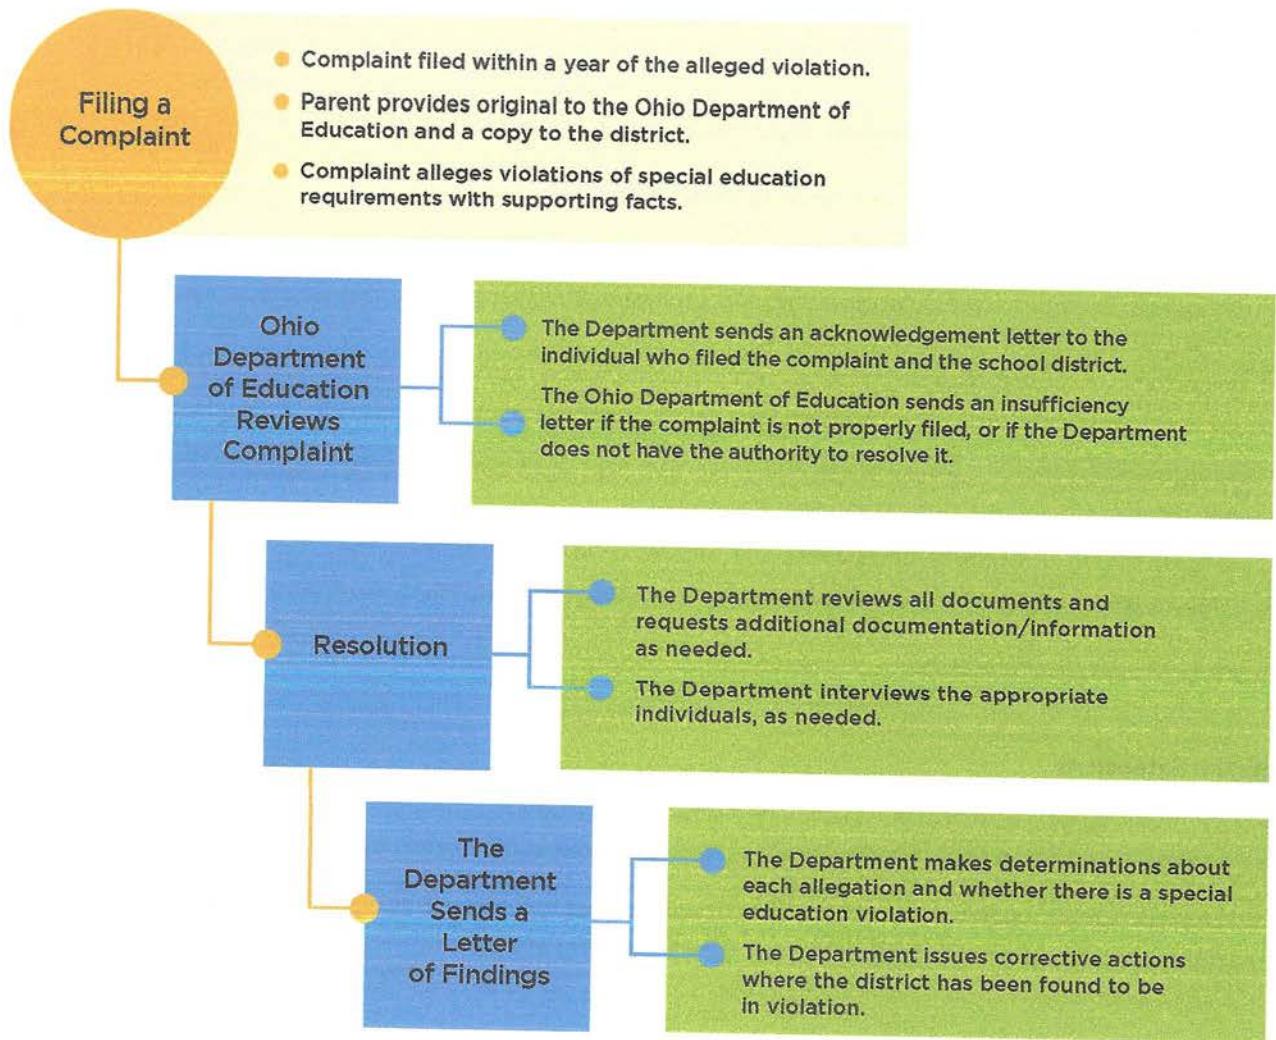 Filing a
Complaint
Complaint filed within a year of the alleged violation.
Parent provides original to the Ohio Department of
Education and a copy to the district.
Complaint alleges violations of special education
requirements with supporting facts.
Ohio
Department
of Education
Reviews
Complaint
The Department sends an acknowledgement letter to the
individual who filed the complaint and the school district.
The Ohio Department of Education sends an insufficiency
letter if the complaint is not properly filed, or if the Department
does not have the authority to resolve it.
Resolution
The Department reviews all documents and
requests additional documentation/information
as needed.
The Department interviews the appropriate
individuals, as needed.
The
Department
Sends a
Letter
of Findings
The Department makes determinations about
each allegation and whether there is a special
education violation.
The Department issues corrective actions
where the district has been found to be
in violation.